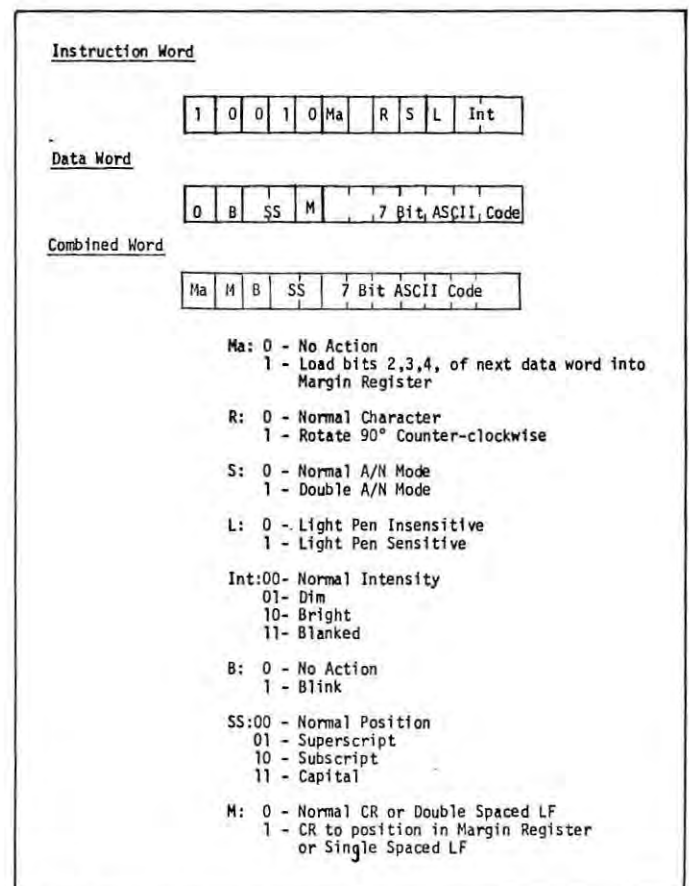 Instruction Word
1 0 0 1 0 Ma R S L Int
Data Word
0 B SS M 7 Bit ASCII Code
Combined Word
Ma M B SS 7 Bit ASCII Code
Ma: 0 - No Action
1 - Load bits 2,3,4, of next data word into
Margin Register
R: 0 - Normal Character
1 - Rotate 90° Counter-clockwise
S: 0 - Normal A/N Mode
1 - Double A/N Mode
L: 0 - Light Pen Insensitive
1 - Light Pen Sensitive
Int:00- Normal Intensity
01- Dim
10- Bright
11- Blanked
B: 0 - No Action
1 - Blink
SS:00 - Normal Position
01 - Superscript
10 - Subscript
11 - Capital
M: 0 - Normal CR or Double Spaced LF
1 - CR to position in Margin Register
or Single Spaced LF